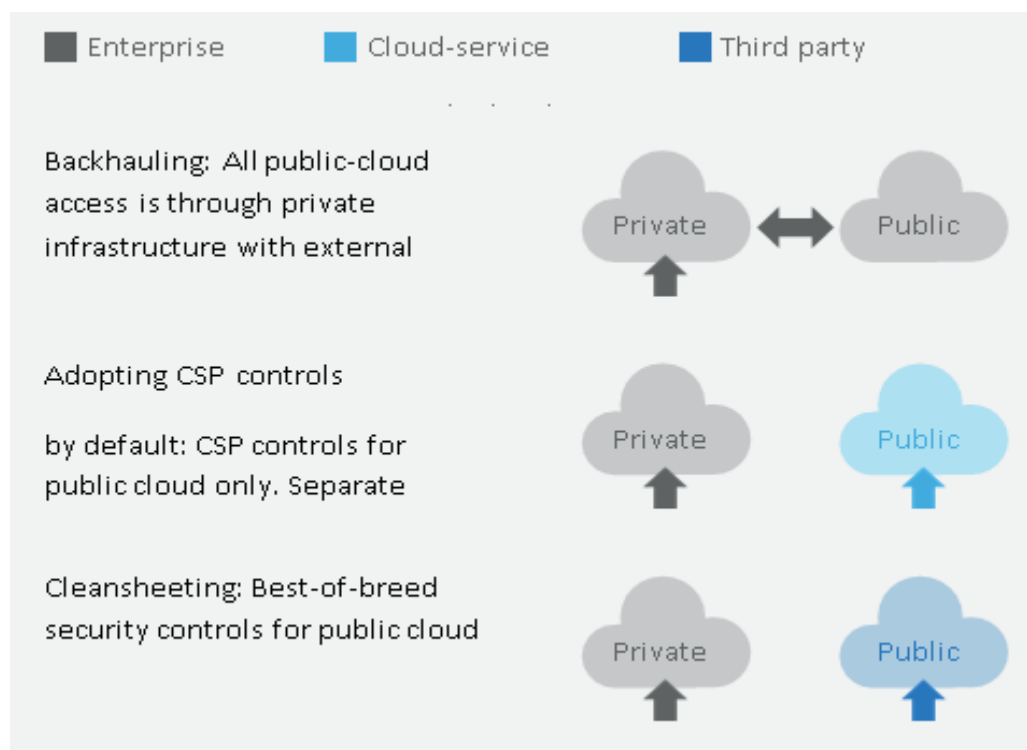 Enterprise Cloud-service Third party
Backhauling: All public-cloud
access is through private
infrastructure with external
Private Public
Adopting CSP controls
by default: CSP controls for
public cloud only. Separate
Private Public
Cleansheeting: Best-of-breed
security controls for public cloud
Private Public